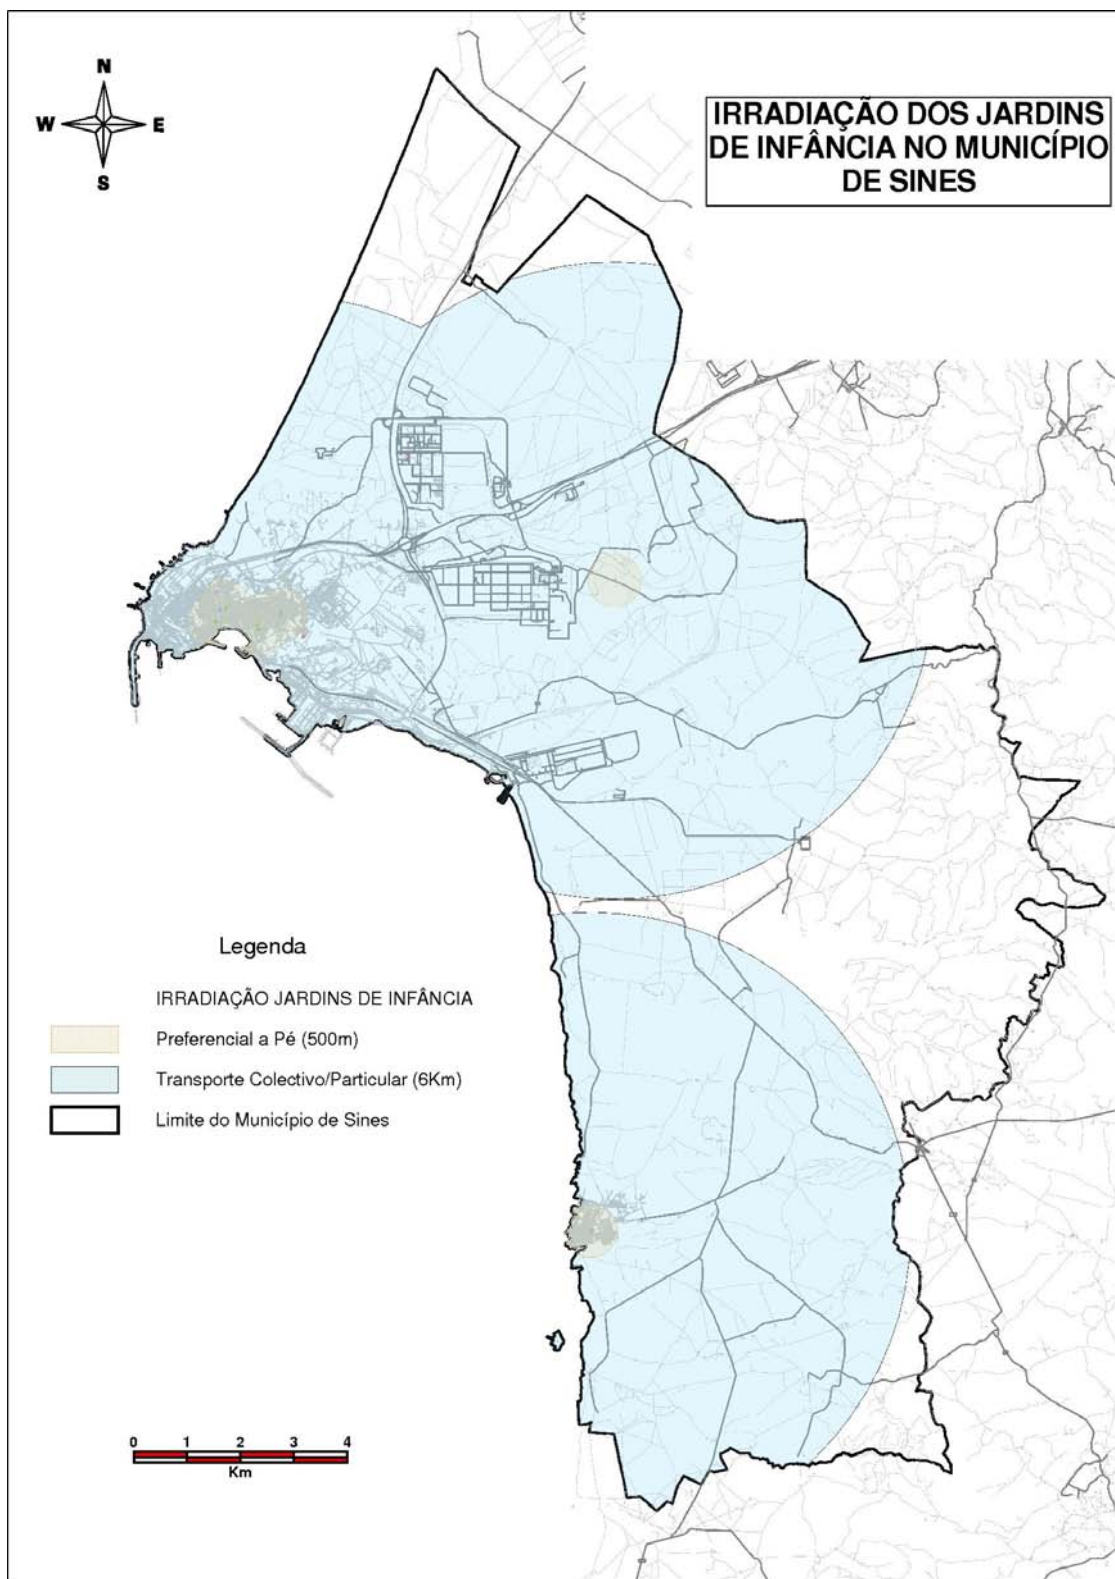 N
W E
S
IRRADIAÇÃO DOS JARDINS
DE INFÂNCIA NO MUNICÍPIO
DE SINES
Legenda
IRRADIAÇÃO JARDINS DE INFÂNCIA
Preferencial a Pé (500m)
Transporte Colectivo/Particular (6Km)
Limite do Município de Sines
0 1 2 3 4
Km